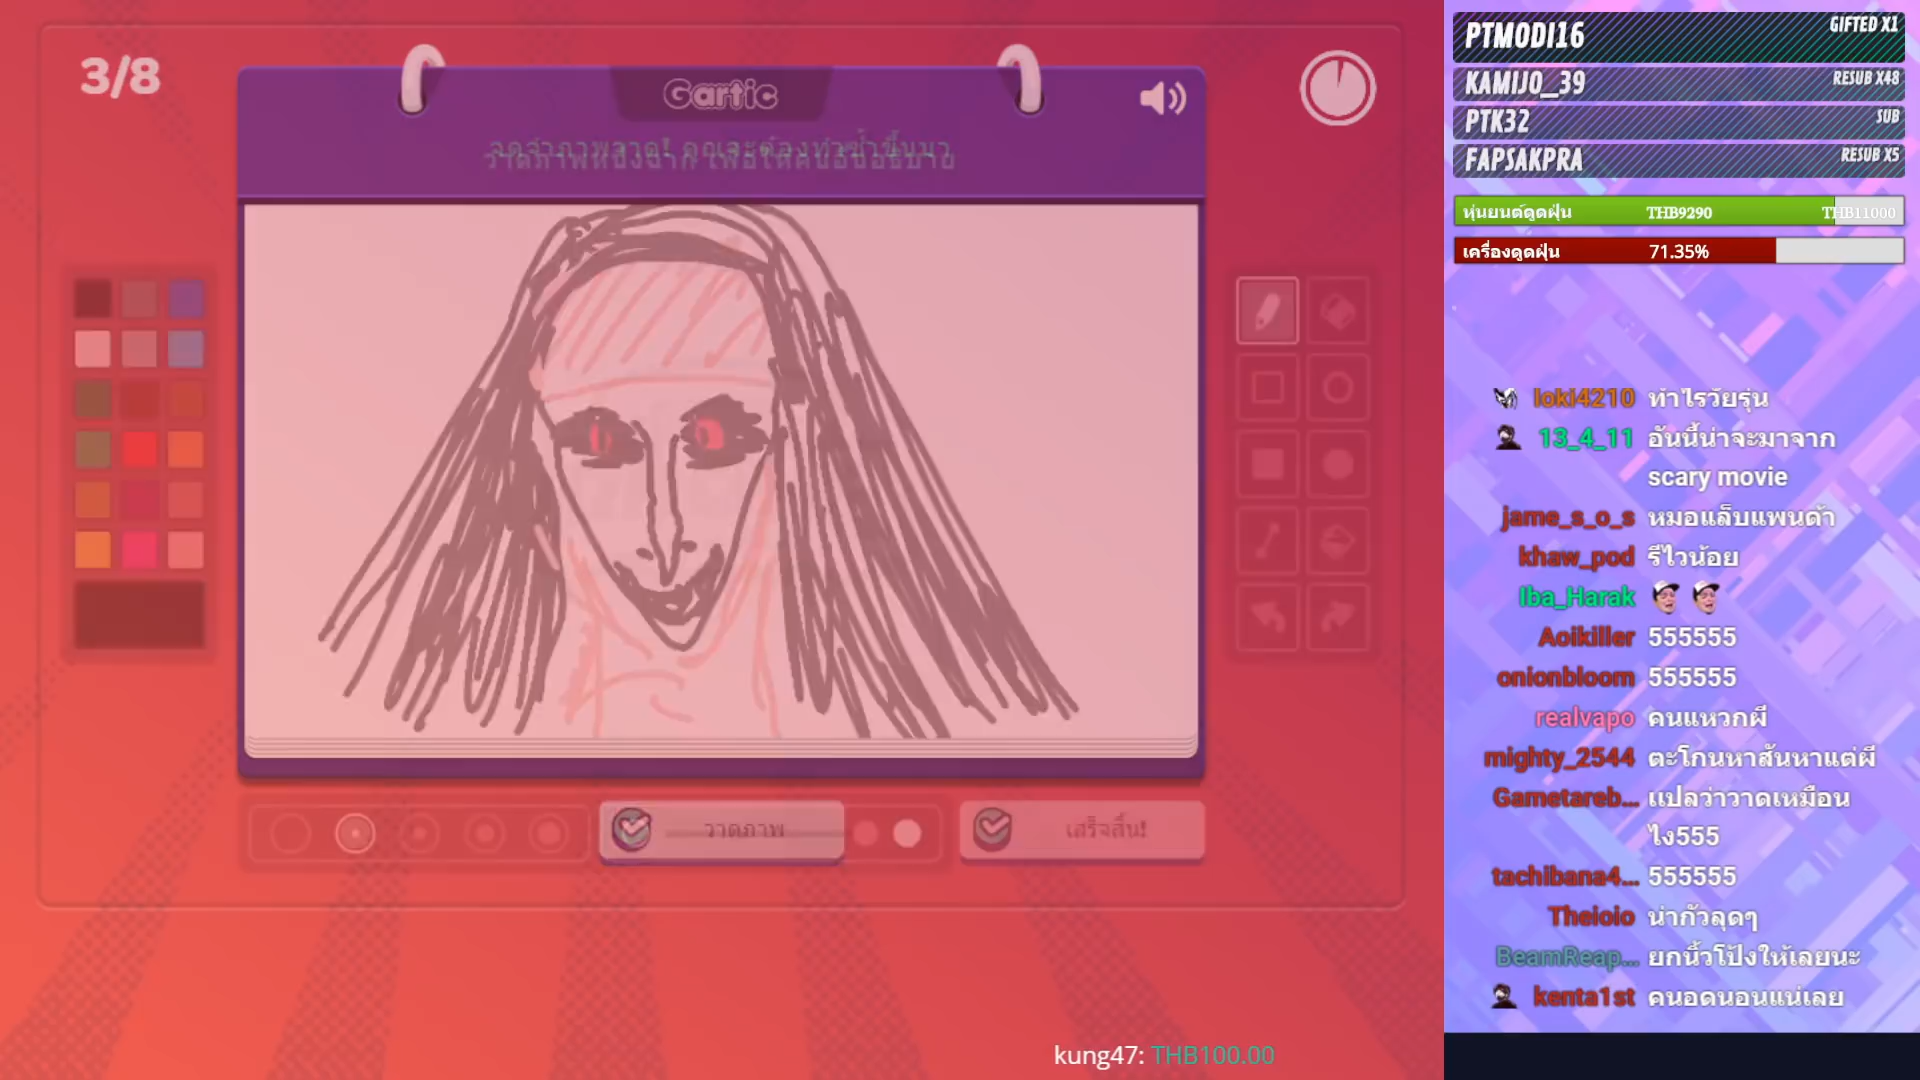 3/8
Gartic
วาดภาพ
เสร็จสิ้น!
kung47: THB100.00
PTMODI16 GIFTED X1
KAMIJO_39 RESUB X48
PTK32 SUB
FAPSAKPRA RESUB X5
หุ่นยนต์ดูดฝุ่น THB9290 THB11000
เครื่องดูดฝุ่น 71.35%
loki4210 ทำไรวัยรุ่น
13_4_11 อันนี้น่าจะมาจาก
scary movie
jame_s_o_s หมอแล็บแพนด้า
khaw_pod รีไวน้อย
Iba_Harak
Aoikiller 555555
onionbloom 555555
realvapo คนแหวกผี
mighty_2544 ตะโกนหาสันหาแต่ผี
Gametareb... แปลว่าวาดเหมือน
ไง555
tachibana4... 555555
Theioio น่ากัวลุดๆ
BeamReap... ยกนิ้วโป้งให้เลยนะ
kenta1st คนอดนอนแน่เลย